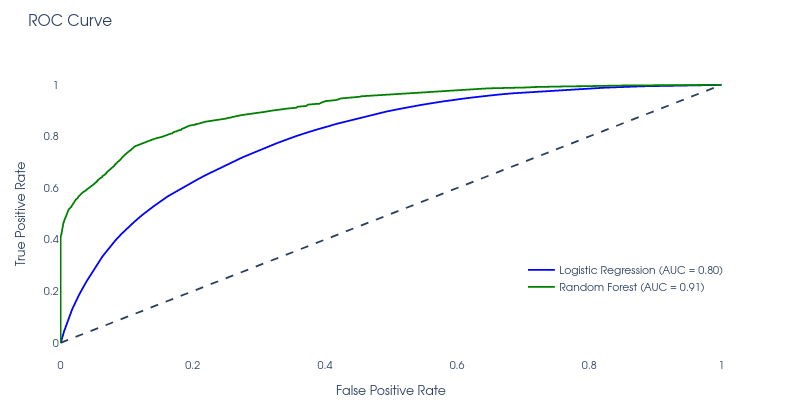 ROC Curve
1
0.8
0.6
0.4
0.2
0
True Positive Rate
Logistic Regression (AUC = 0.80)
Random Forest (AUC = 0.91)
0 0.2 0.4 0.6 0.8 1
False Positive Rate